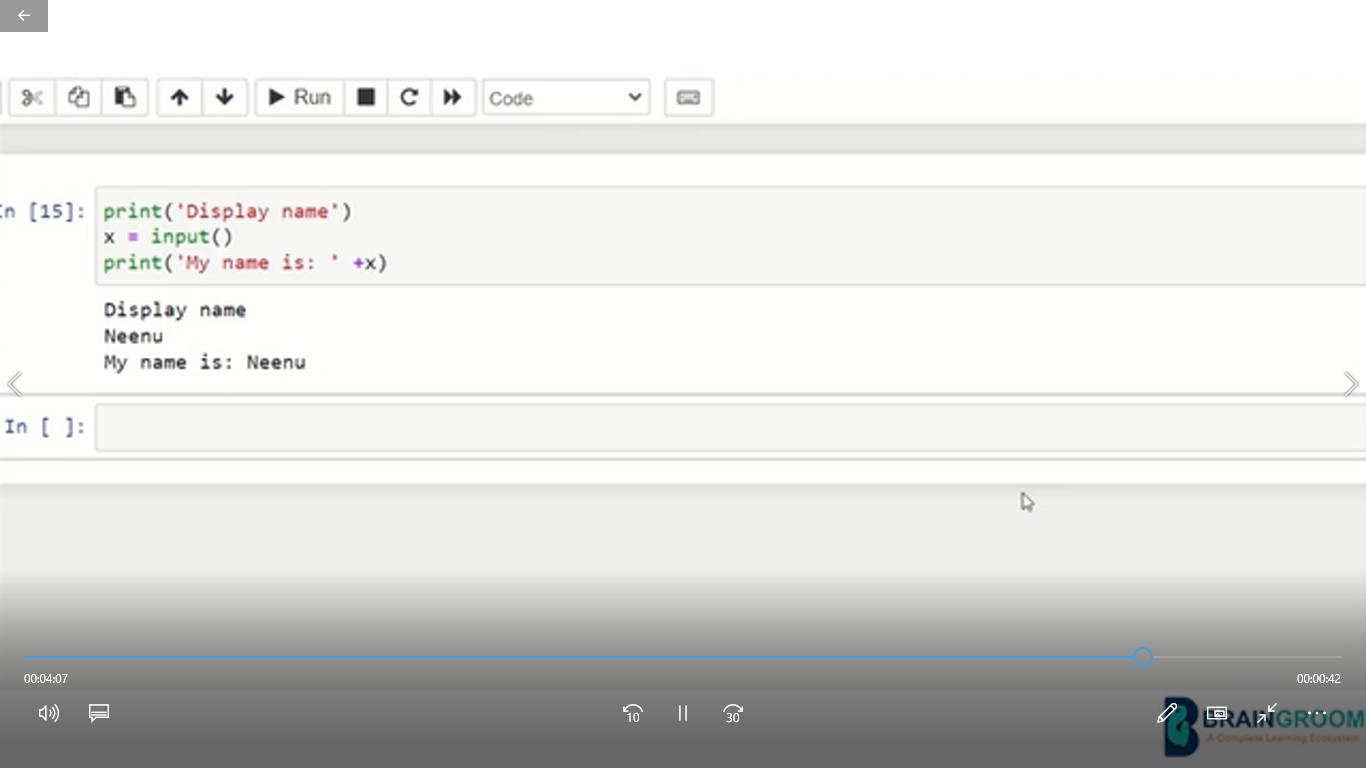 Run
Code
In [15]:
print('Display name')
x = input()
print('My name is: ' +x)
Display name
Neenu
My name is: Neenu
In [ ]:
00:04:07
00:00:42
10
30
BRAINGROOM
A Complete Learning Ecosystem